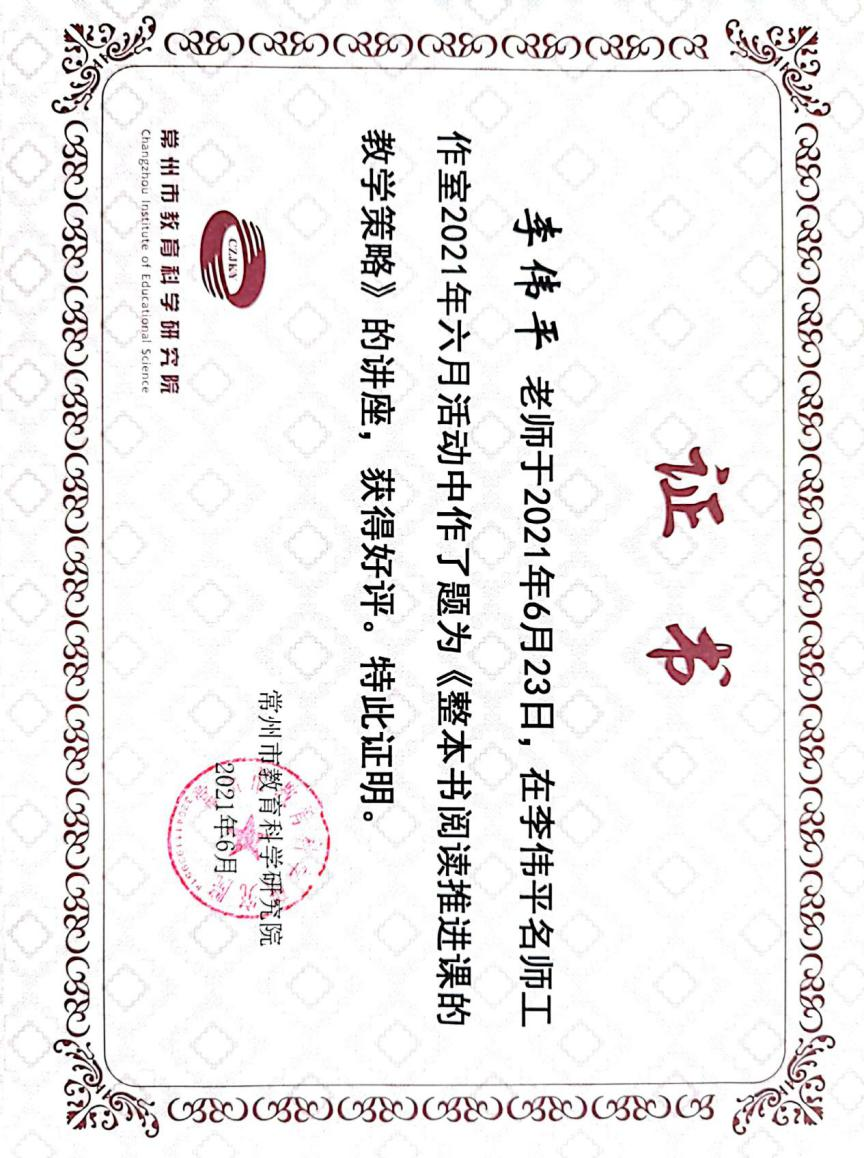 证书
李伟平 老师于2021年6月23日，在李伟平名师工
作室2021年六月活动中作了题为《整本书阅读推进课的
教学策略》的讲座，获得好评。特此证明。
常州市教育科学研究院
2021年6月
CZJKY
常州市教育科学研究院
Changzhou Institute of Educational Science